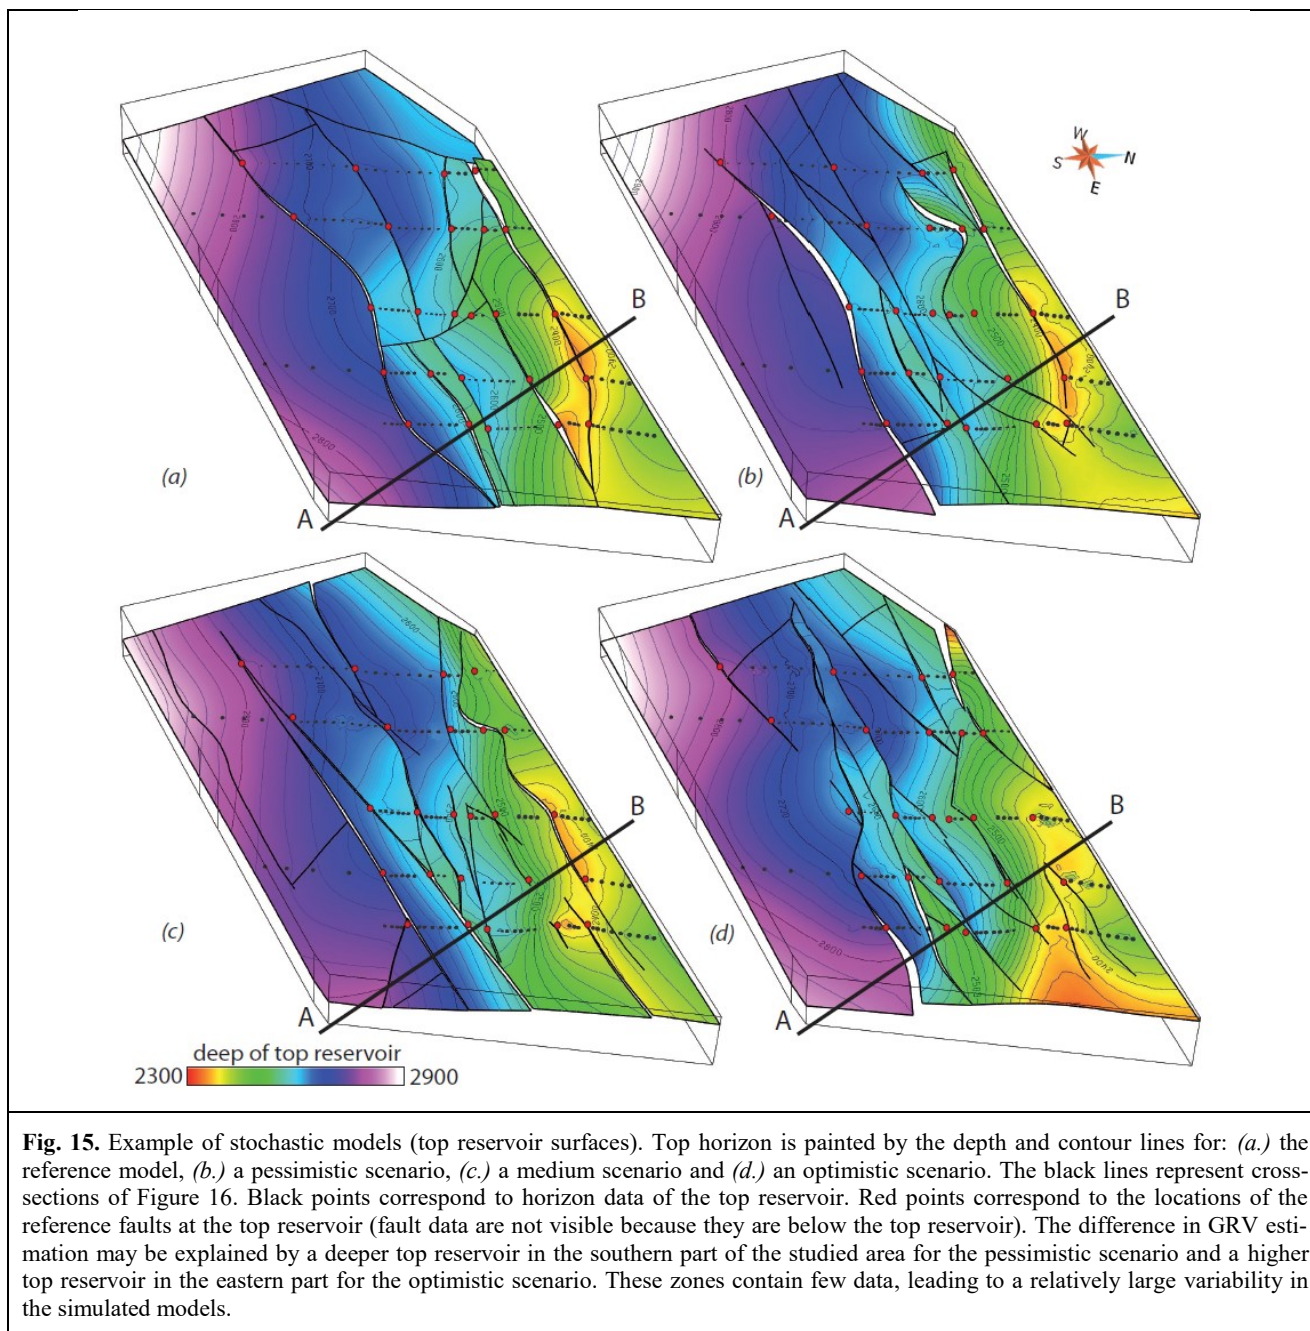 W
S
N
E
B
B
(a)
(b)
A
A
2800
2800
B
B
(c)
(d)
A
A
deep of top reservoir
2300
2900
Fig. 15. Example of stochastic models (top reservoir surfaces). Top horizon is painted by the depth and contour lines for: (a.) the
reference model, (b.) a pessimistic scenario, (c.) a medium scenario and (d.) an optimistic scenario. The black lines represent cross-
sections of Figure 16. Black points correspond to horizon data of the top reservoir. Red points correspond to the locations of the
reference faults at the top reservoir (fault data are not visible because they are below the top reservoir). The difference in GRV esti-
mation may be explained by a deeper top reservoir in the southern part of the studied area for the pessimistic scenario and a higher
top reservoir in the eastern part for the optimistic scenario. These zones contain few data, leading to a relatively large variability in
the simulated models.